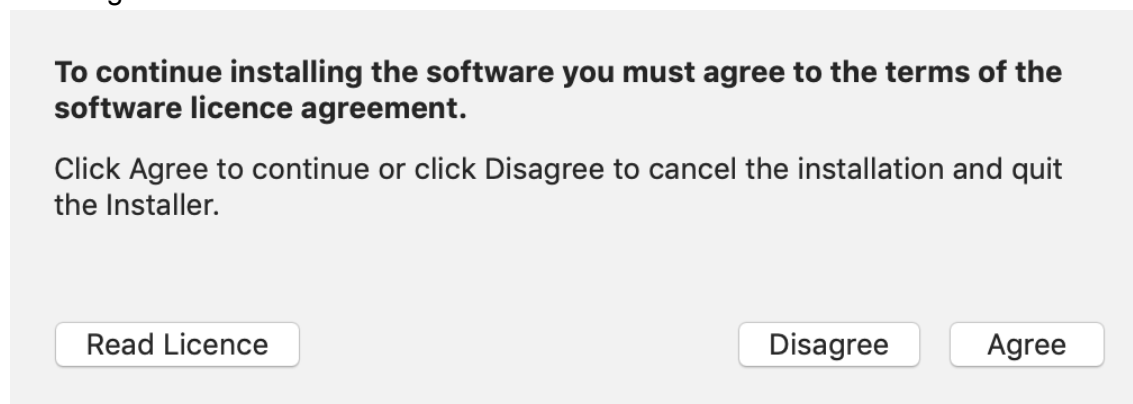 To continue installing the software you must agree to the terms of the
software licence agreement.
Click Agree to continue or click Disagree to cancel the installation and quit
the Installer.
Read Licence
Disagree
Agree